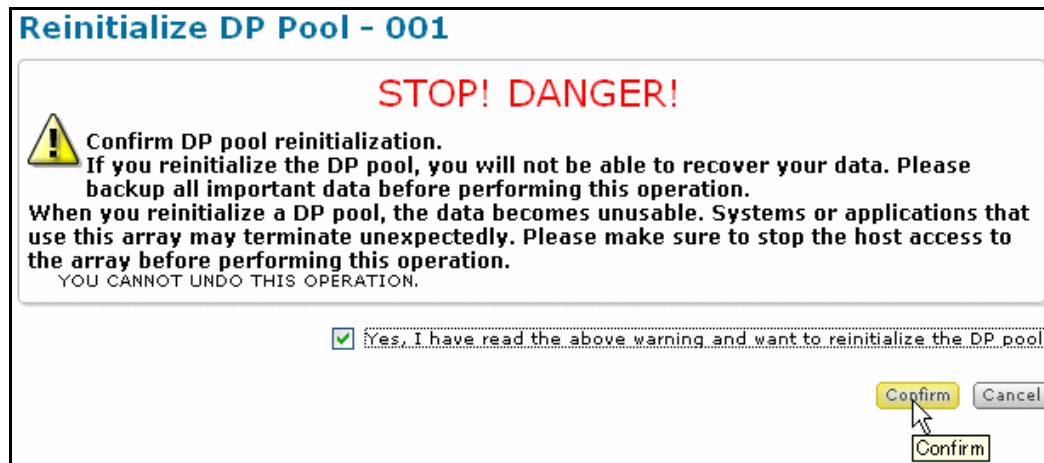 Reinitialize DP Pool - 001
STOP! DANGER!
Confirm DP pool reinitialization.
If you reinitialize the DP pool, you will not be able to recover your data. Please
backup all important data before performing this operation.
When you reinitialize a DP pool, the data becomes unusable. Systems or applications that
use this array may terminate unexpectedly. Please make sure to stop the host access to
the array before performing this operation.
YOU CANNOT UNDO THIS OPERATION.
Yes, I have read the above warning and want to reinitialize the DP pool
Confirm Cancel
Confirm